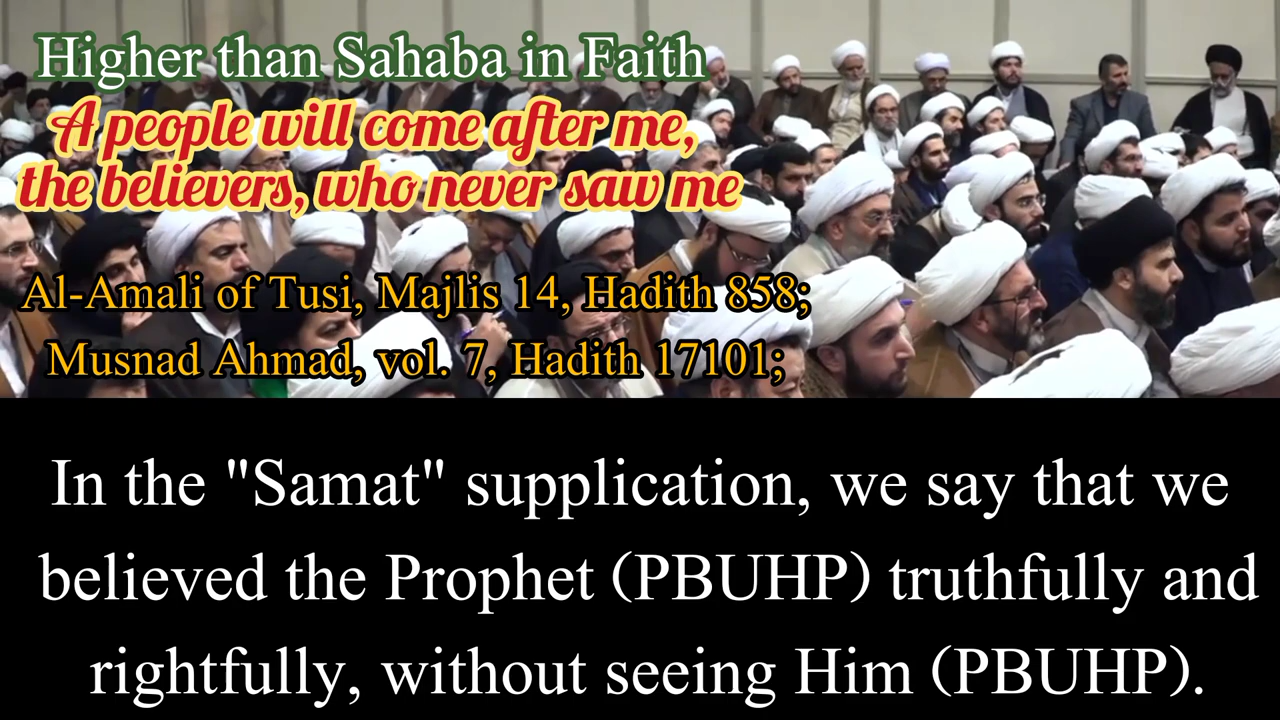 Higher than Sahaba in Faith
A people will come after me,
the believers, who never saw me
Al-Amali of Tusi, Majlis 14, Hadith 858;
Musnad Ahmad, vol. 7, Hadith 17101;
In the "Samat" supplication, we say that we
believed the Prophet (PBUHP) truthfully and
rightfully, without seeing Him (PBUHP).